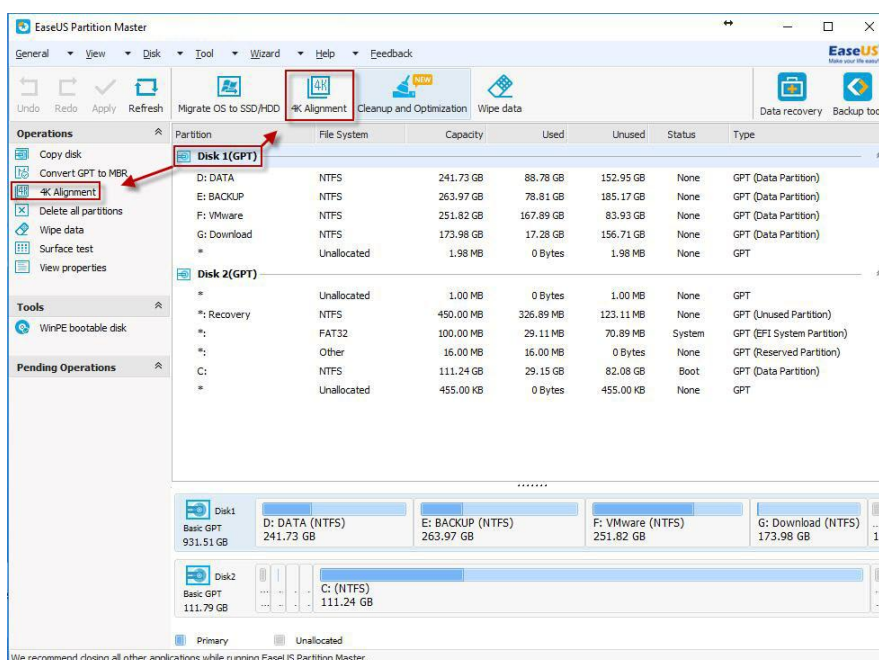 EaseUS Partition Master
General View Disk Tool Wizard Help Feedback
EaseUS
Make your life easy!
Undo Redo Apply Refresh Migrate OS to SSD/HDD 4K 4K Alignment NEW Cleanup and Optimization Wipe data Data recovery Backup too
Operations
Copy disk
Convert GPT to MBR
4K Alignment
Delete all partitions
Wipe data
Surface test
View properties
Tools
WinPE bootable disk
Pending Operations
Partition File System Capacity Used Unused Status Type
Disk 1(GPT)
D: DATA NTFS 241.73 GB 88.78 GB 152.95 GB None GPT (Data Partition)
E: BACKUP NTFS 263.97 GB 78.81 GB 185.17 GB None GPT (Data Partition)
F: VMware NTFS 251.82 GB 167.89 GB 83.93 GB None GPT (Data Partition)
G: Download NTFS 173.98 GB 17.28 GB 156.71 GB None GPT (Data Partition)
* Unallocated 1.98 MB 0 Bytes 1.98 MB None GPT
Disk 2(GPT)
* Unallocated 1.00 MB 0 Bytes 1.00 MB None GPT
*: Recovery NTFS 450.00 MB 326.89 MB 123.11 MB None GPT (Unused Partition)
*: FAT32 100.00 MB 29.11 MB 70.89 MB System GPT (EFI System Partition)
*: Other 16.00 MB 16.00 MB 0 Bytes None GPT (Reserved Partition)
C: NTFS 111.24 GB 29.15 GB 82.08 GB Boot GPT (Data Partition)
* Unallocated 455.00 KB 0 Bytes 455.00 KB None GPT
Disk1
Basic GPT
931.51 GB
D: DATA (NTFS) E: BACKUP (NTFS) F: VMware (NTFS) G: Download (NTFS) ..
241.73 GB 263.97 GB 251.82 GB 173.98 GB 1
Disk2
Basic GPT
111.79 GB
C: (NTFS)
111.24 GB
Primary Unallocated
We recommend closing all other applications while running EaseUS Partition Master.